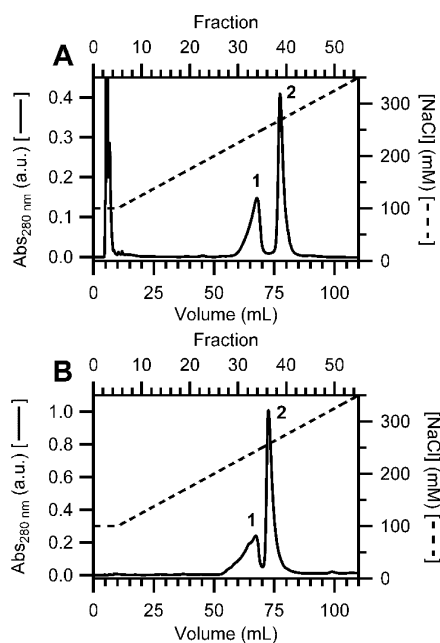 Fraction
0 10 20 30 40 50
A
0.4
0.3
0.2
0.1
0.0
Abs280 nm (a.u.) [—]
1
2
300
200
100
0
[NaCl] (mM) [- - -]
0 25 50 75 100
Volume (mL)
Fraction
0 10 20 30 40 50
B
1.0
0.8
0.6
0.4
0.2
0.0
Abs280 nm (a.u.) [—]
1
2
300
200
100
0
[NaCl] (mM) [- - -]
0 25 50 75 100
Volume (mL)